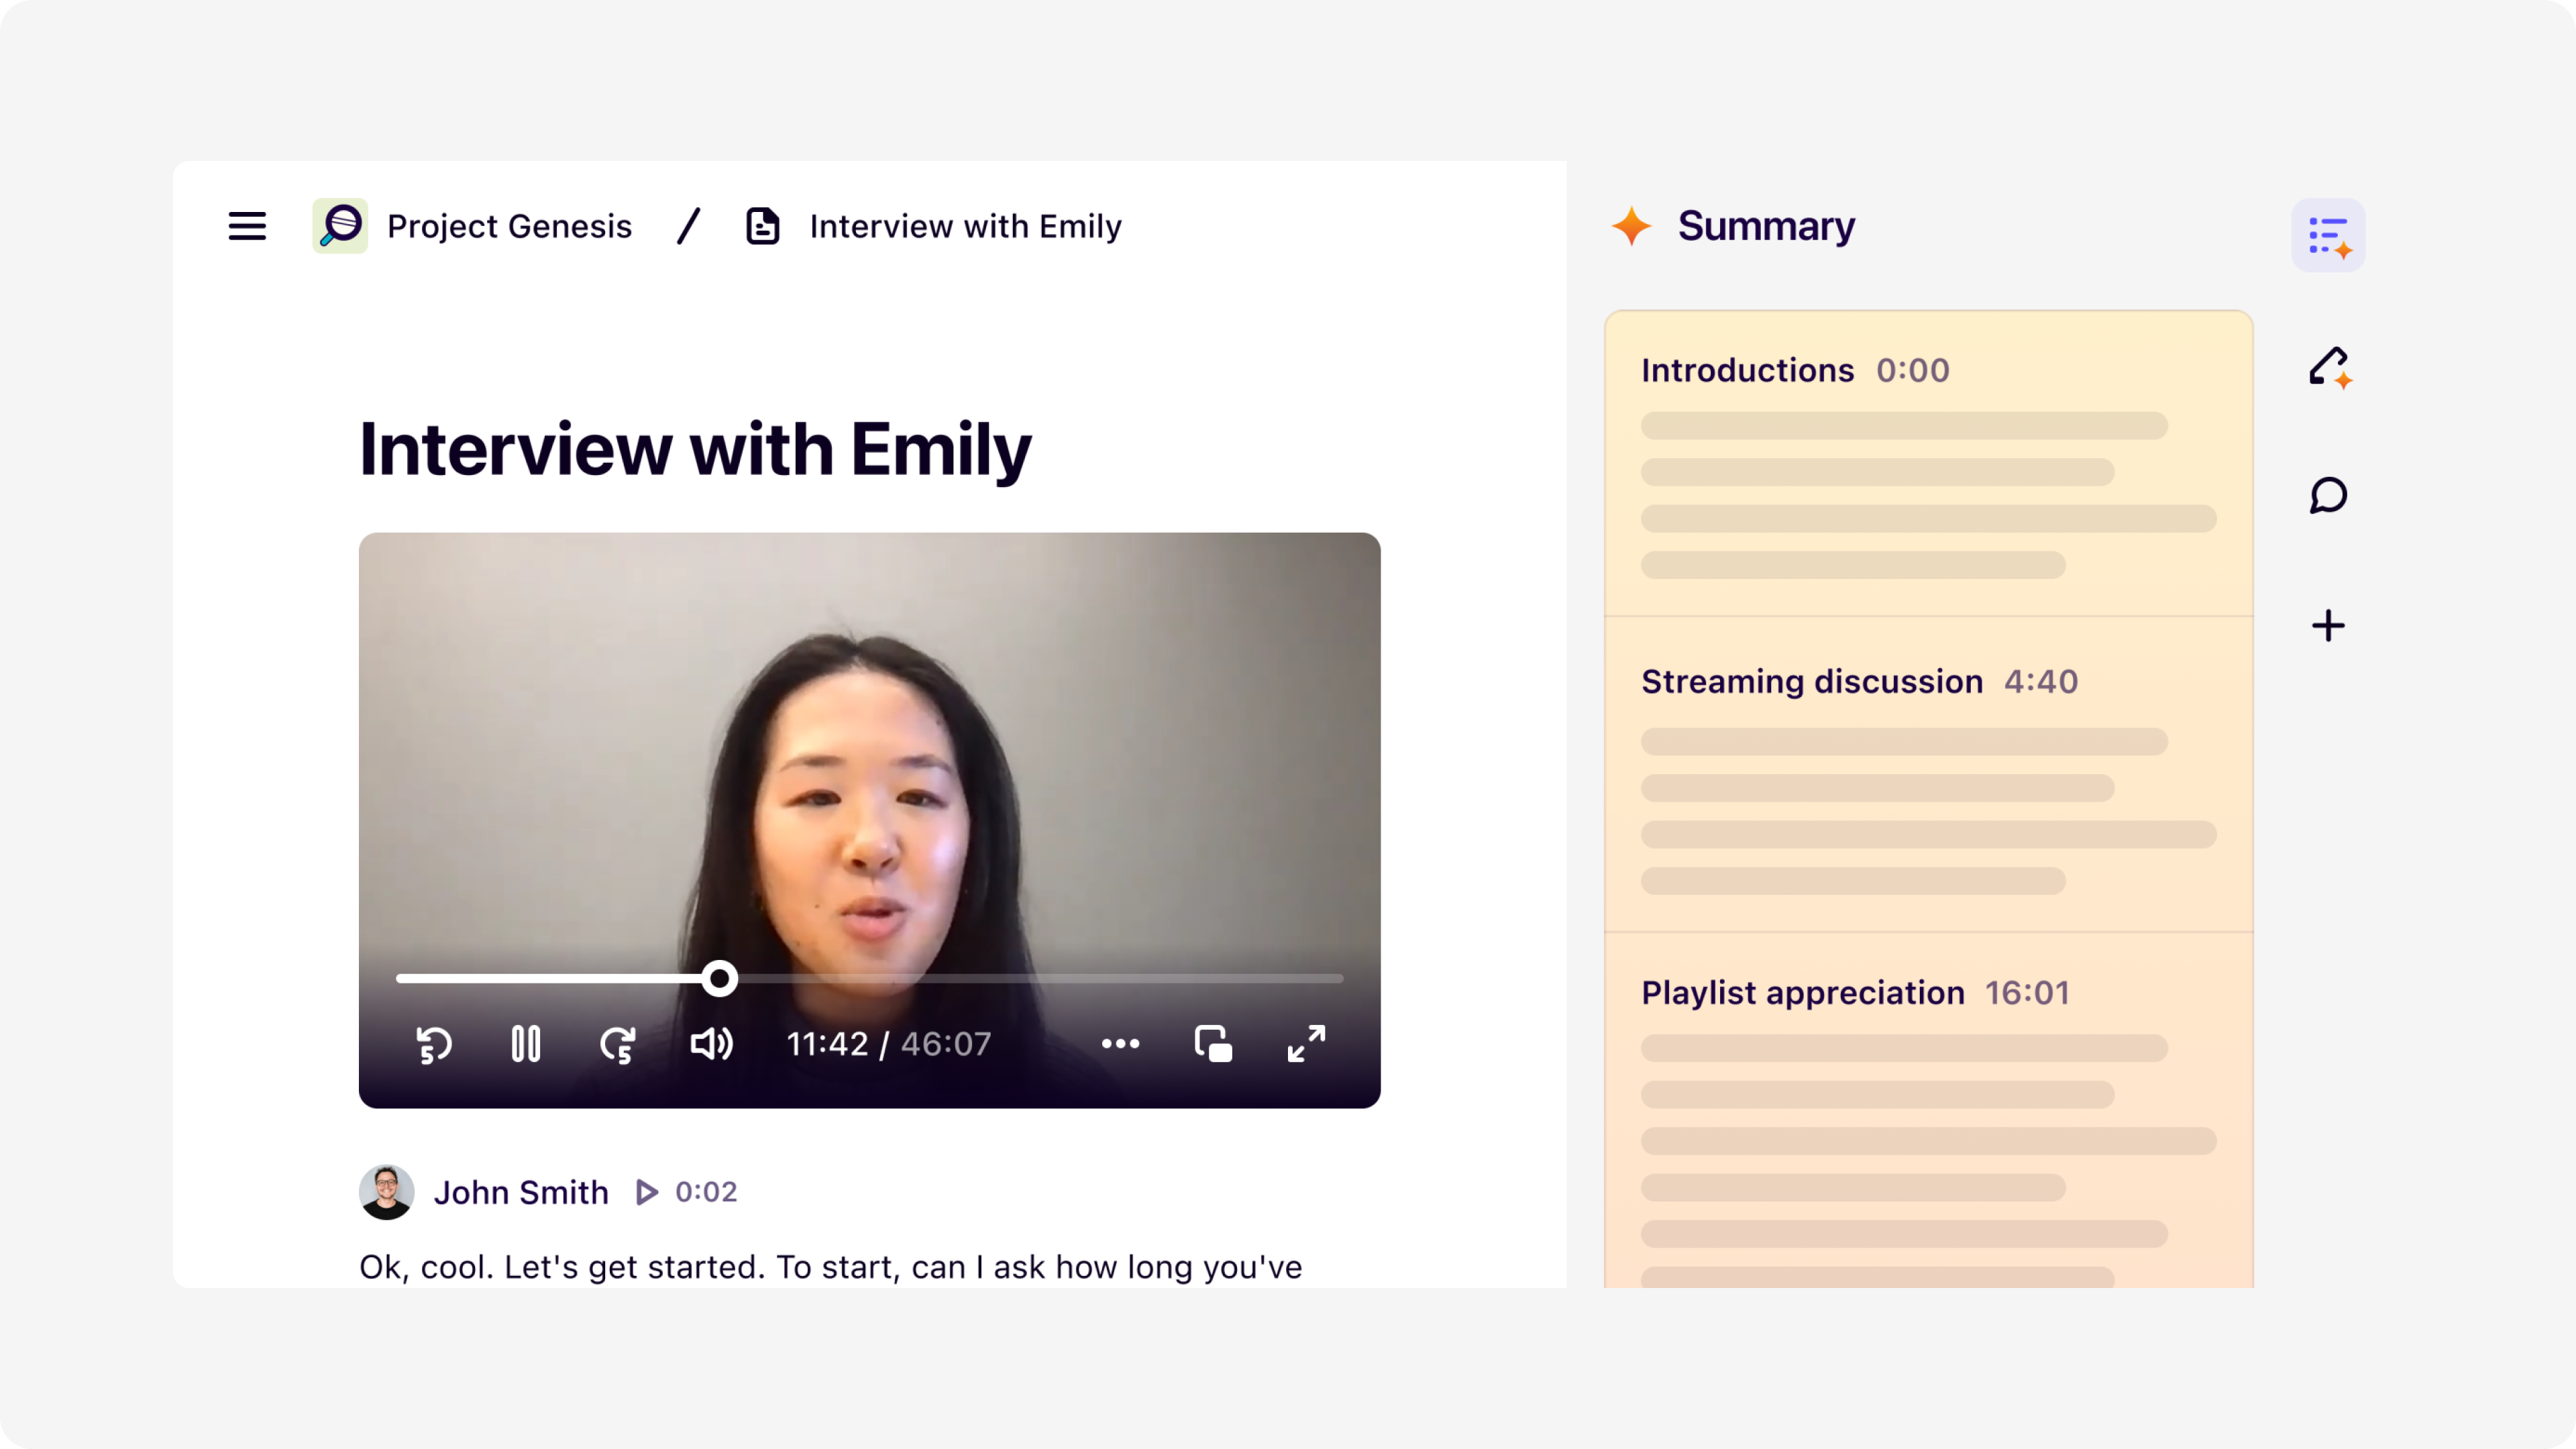 Project Genesis / Interview with Emily
Interview with Emily
5 5 11:42 / 46:07
John Smith 0:02
Ok, cool. Let's get started. To start, can I ask how long you've
Summary
Introductions 0:00
Streaming discussion 4:40
Playlist appreciation 16:01